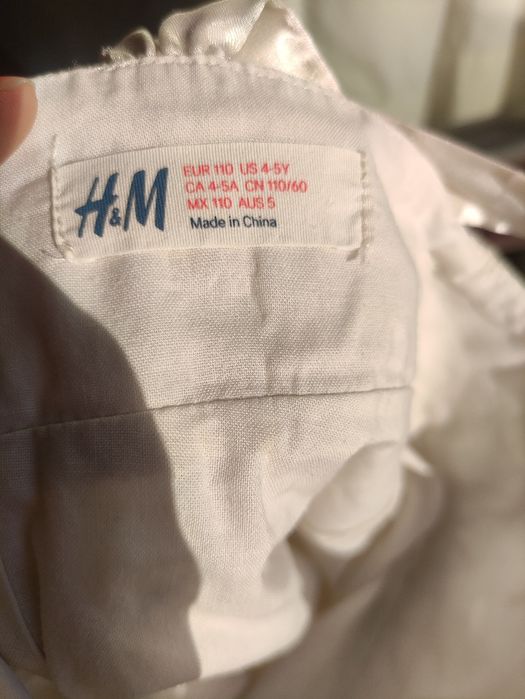 H&M
EUR 110 US 4-5Y
CA 4-5A CN 110/60
MX 110 AUS 5
Made in China